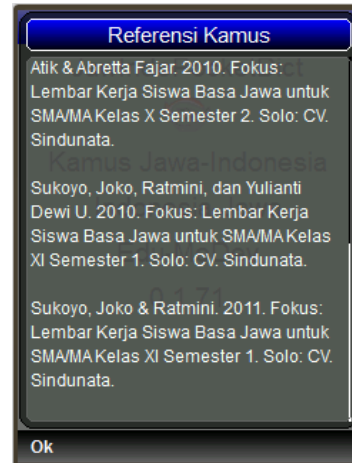 Referensi Kamus
Atik & Abretta Fajar. 2010. Fokus:
Lembar Kerja Siswa Basa Jawa untuk
SMA/MA Kelas X Semester 2. Solo: CV.
Sindunata.
Kamus Jawa-Indonesia
Sukoyo, Joko, Ratmini, dan Yulianti
Dewi U. 2010. Fokus: Lembar Kerja
Siswa Basa Jawa untuk SMA/MA Kelas
XI Semester 1. Solo: CV. Sindunata.
0.1.71
Sukoyo, Joko & Ratmini. 2011. Fokus:
Lembar Kerja Siswa Basa Jawa untuk
SMA/MA Kelas XI Semester 1. Solo: CV.
Sindunata.
Ok